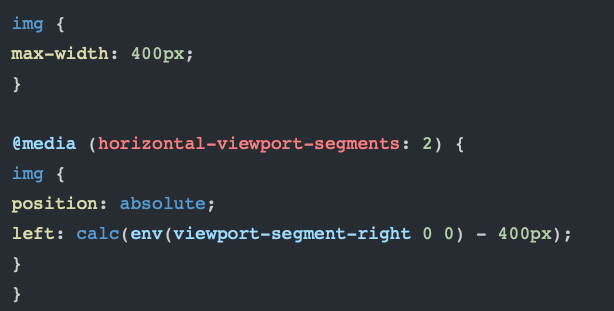 img {
max-width: 400px;
}
@media (horizontal-viewport-segments: 2) {
img {
position: absolute;
left: calc(env(viewport-segment-right 0 0) - 400px);
}
}